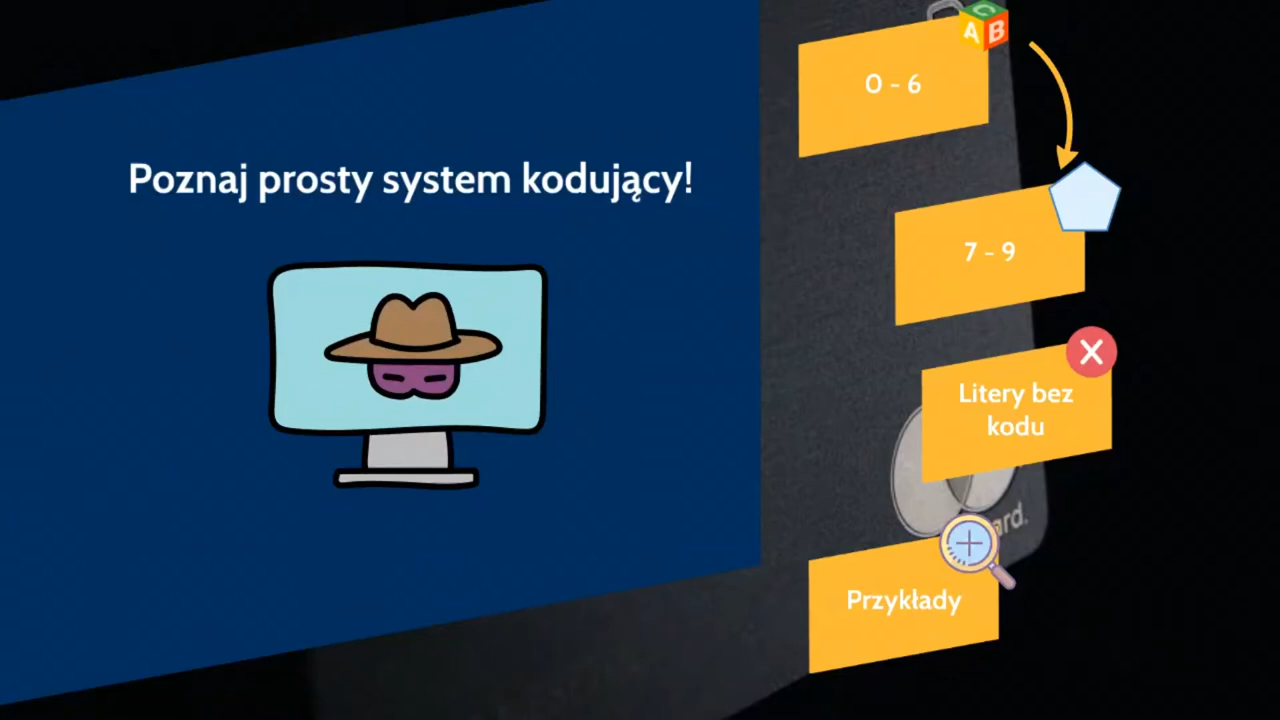 Poznaj prosty system kodujący!
0 - 6
7 - 9
Litery bez
kodu
Przykłady